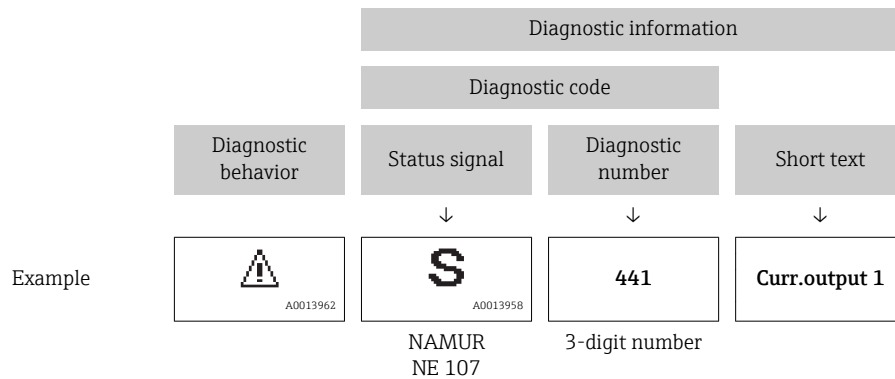 Diagnostic information
Diagnostic code
Diagnostic
behavior
Status signal
Diagnostic
number
Short text
↓ ↓ ↓
Example
S
441
Curr.output 1
A0013962
A0013958
NAMUR
NE 107
3-digit number